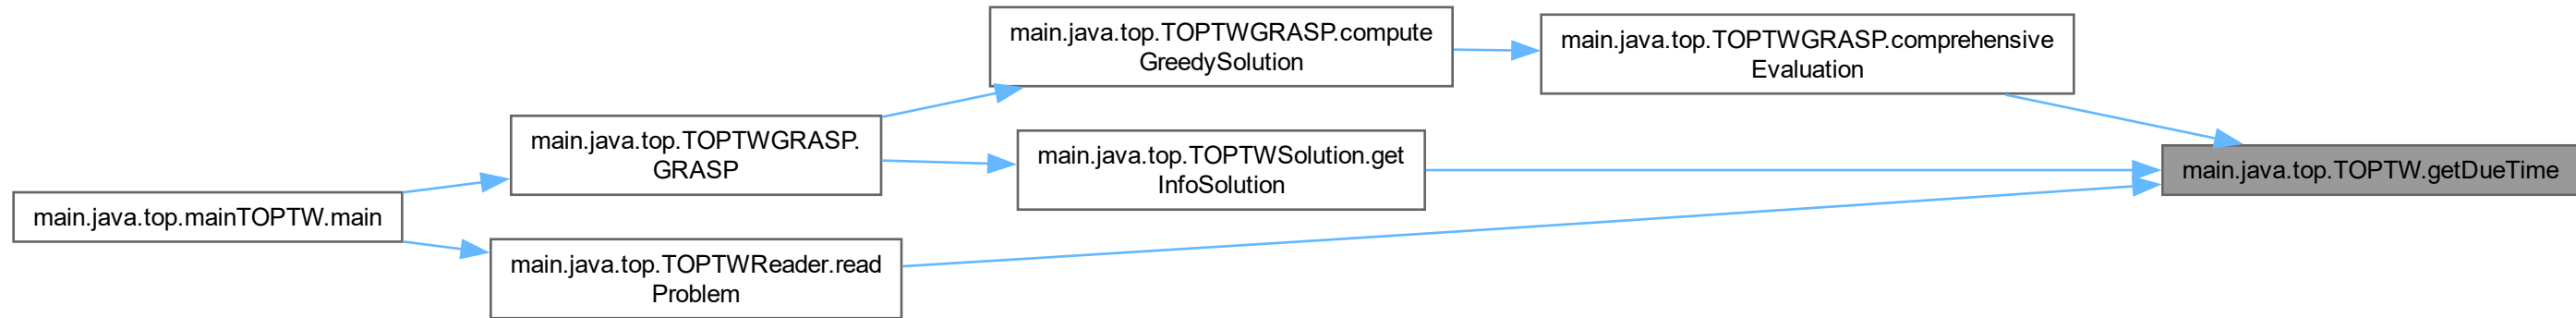 main.java.top.TOPTWGRASP.compute
GreedySolution
main.java.top.TOPTWGRASP.comprehensive
Evaluation
main.java.top.TOPTWGRASP.
GRASP
main.java.top.TOPTWSolution.get
InfoSolution
main.java.top.TOPTW.getDueTime
main.java.top.mainTOPTW.main
main.java.top.TOPTWReader.read
Problem